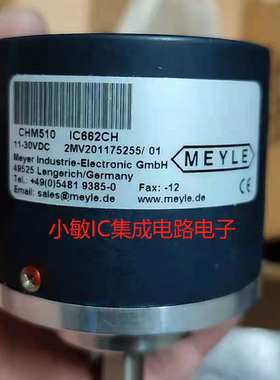 CHM510 IC662CH
11-30VDC 2MV201175255/ 01
Meyer Industrie-Electronic GmbH
49525 Lengerich/Germany
Tel.: +49(0)5481 9385-0 Fax: -12
Email: sales@meyle.de www.meyle.de
MEYLE
小敏IC集成电路电子